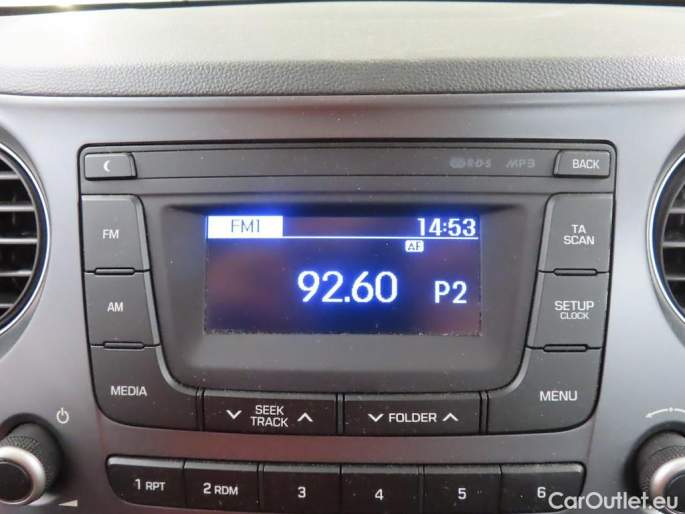 RDS MP3 BACK
FM
AM
MEDIA
FM1 14:53
AF
92.60 P2
TA
SCAN
SETUP
CLOCK
MENU
SEEK
TRACK
FOLDER
1 RPT 2 RDM 3 4 5 6
CarOutlet.eu